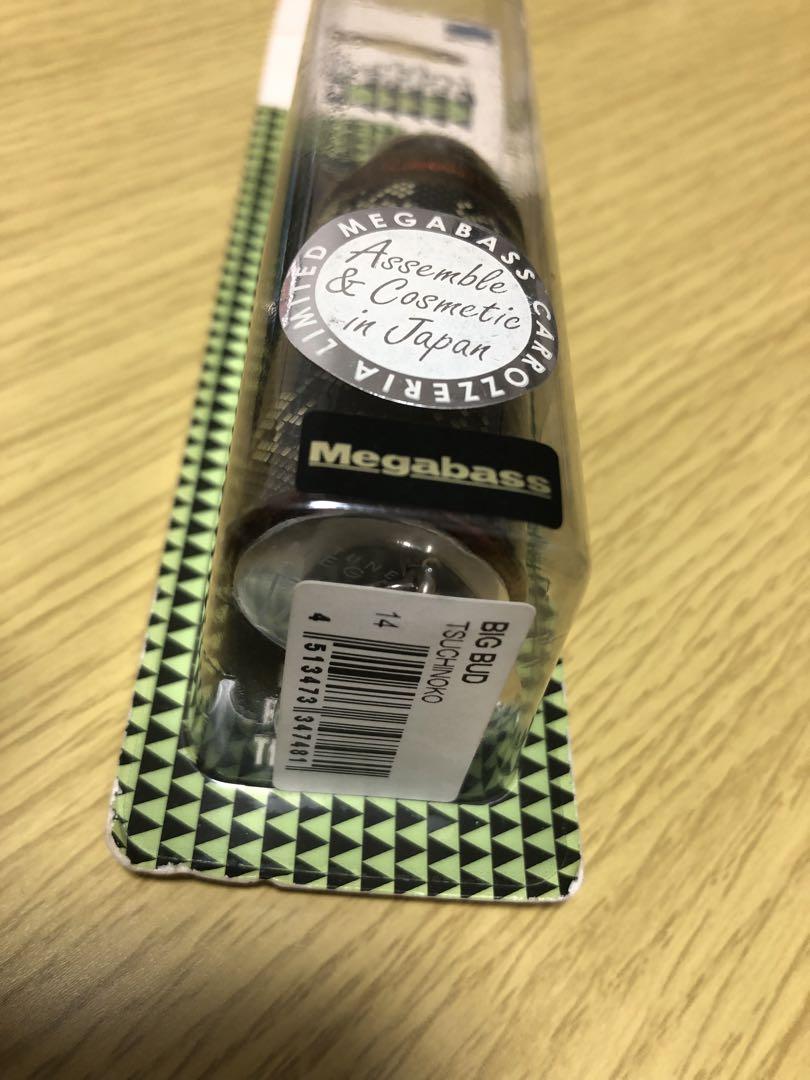 MEGABASS CARROZZERIA LIMITED
Assemble
& Cosmetic
in Japan
Megabass
BIG BUD
TSUCHINOKO
14
4 513473 347481